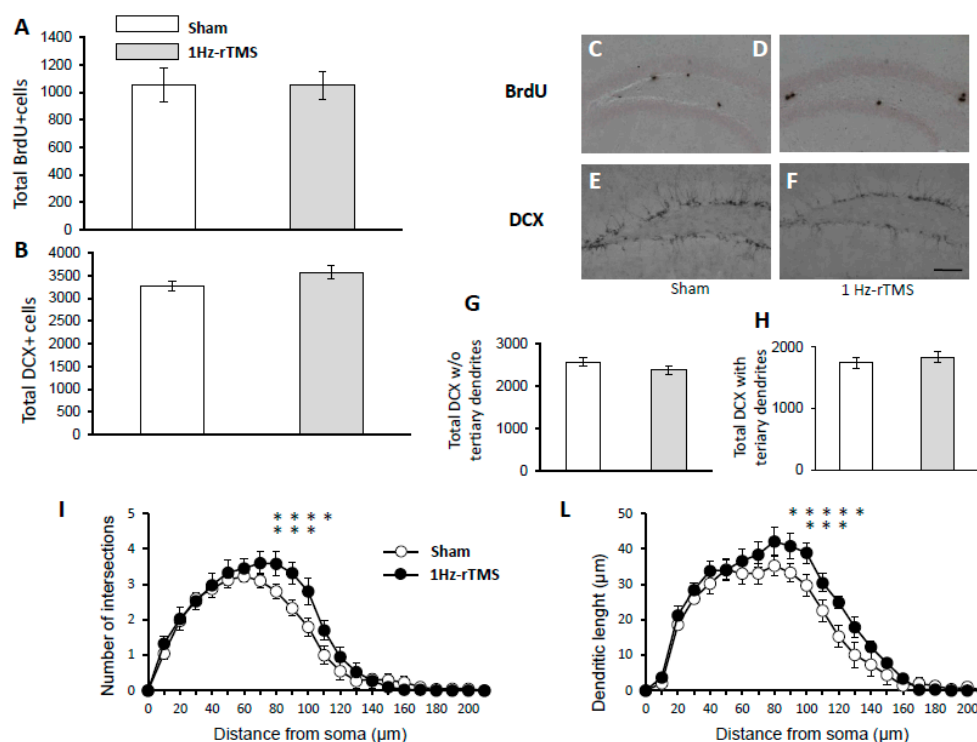 A
Sham
1Hz-rTMS
1400
1200
1000
800
600
400
200
0
Total BrdU+cells
B
4000
3500
3000
2500
2000
1500
1000
500
0
Total DCX+ cells
C
D
BrdU
E
F
DCX
Sham
1 Hz-rTMS
G
3000
2000
1000
0
Total DCX w/o
tertiary dendrites
H
2000
1000
0
Total DCX with
teriary dendrites
I
5
4
3
2
1
0
Number of intersections
* * * *
* * *
Sham
1Hz-rTMS
0 20 40 60 80 100 120 140 160 180 200
Distance from soma (μm)
L
50
40
30
20
10
0
Dendritic lenght (μm)
* * * * *
* * *
0 20 40 60 80 100 120 140 160 180 200
Distance from soma (μm)